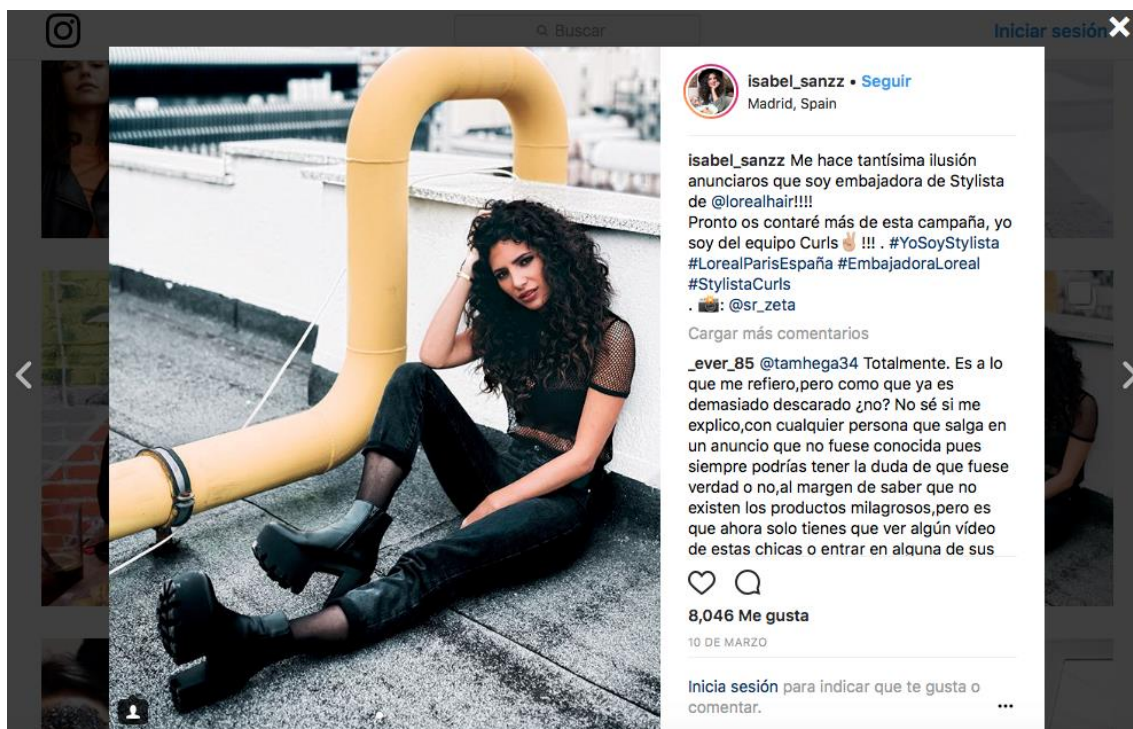 Buscar
Iniciar sesión
isabel_sanzz • Seguir
Madrid, Spain
isabel_sanzz Me hace tantísima ilusión
anunciaros que soy embajadora de Stylista
de @lorealhair!!!!
Pronto os contaré más de esta campaña, yo
soy del equipo Curls✌🏼 !!! . #YoSoyStylista
#LorealParisEspaña #EmbajadoraLoreal
#StylistaCurls
. 📸: @sr_zeta
Cargar más comentarios
_ever_85 @tamhega34 Totalmente. Es a lo
que me refiero,pero como que ya es
demasiado descarado ¿no? No sé si me
explico,con cualquier persona que salga en
un anuncio que no fuese conocida pues
siempre podrías tener la duda de que fuese
verdad o no,al margen de saber que no
existen los productos milagrosos,pero es
que ahora solo tienes que ver algún vídeo
de estas chicas o entrar en alguna de sus
8,046 Me gusta
10 DE MARZO
Inicia sesión para indicar que te gusta o
comentar.